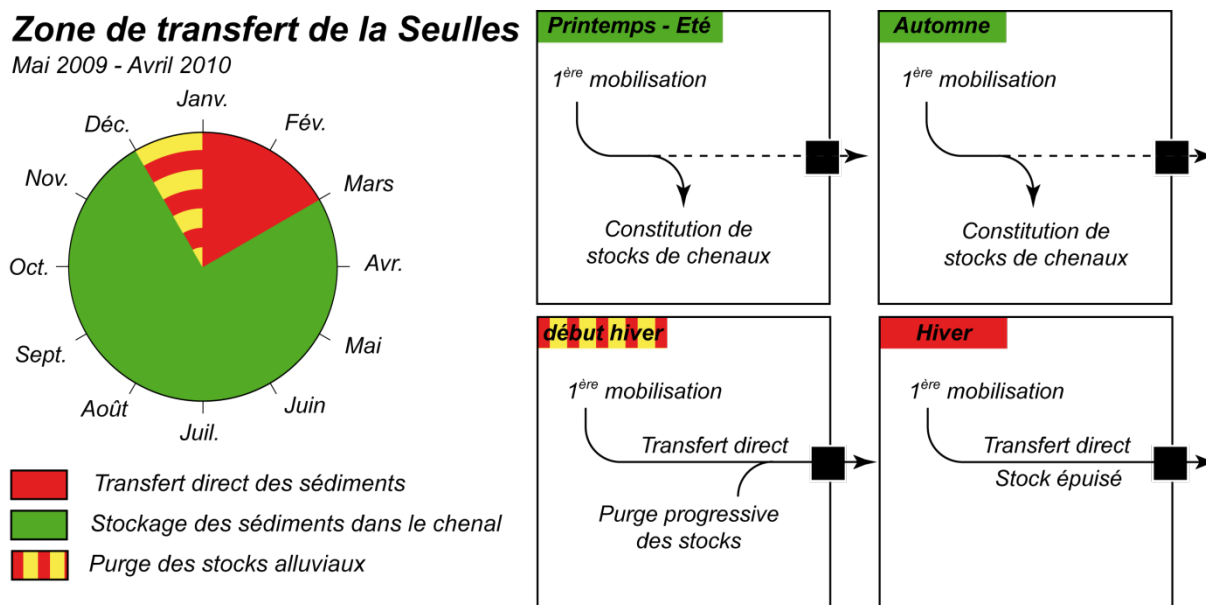 Zone de transfert de la Seulles
Mai 2009 - Avril 2010
Janv.
Fév.
Mars
Avr.
Mai
Juin
Juil.
Août
Sept.
Oct.
Nov.
Déc.
Transfert direct des sédiments
Stockage des sédiments dans le chenal
Purge des stocks alluviaux
Printemps - Eté
1ère mobilisation
Constitution de
stocks de chenaux
Automne
1ère mobilisation
Constitution de
stocks de chenaux
début hiver
1ère mobilisation
Transfert direct
Purge progressive
des stocks
Hiver
1ère mobilisation
Transfert direct
Stock épuisé